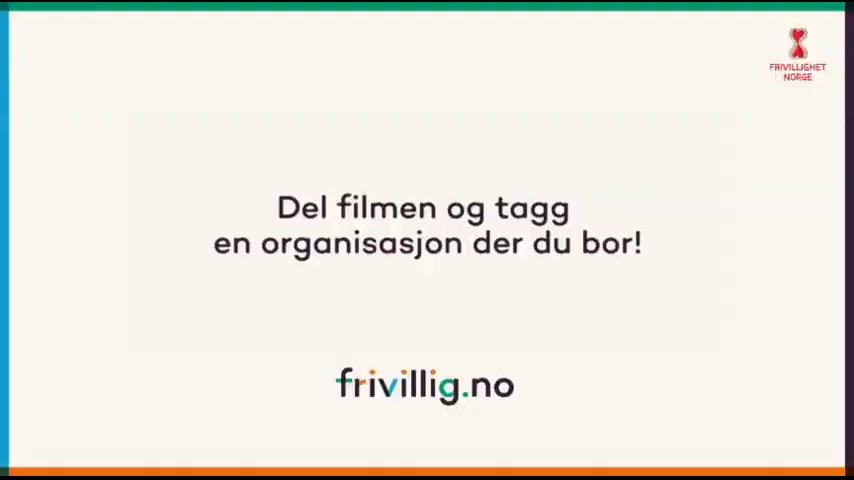 FRIVILLIGHET
NORGE
Del filmen og tagg
en organisasjon der du bor!
frivillig.no